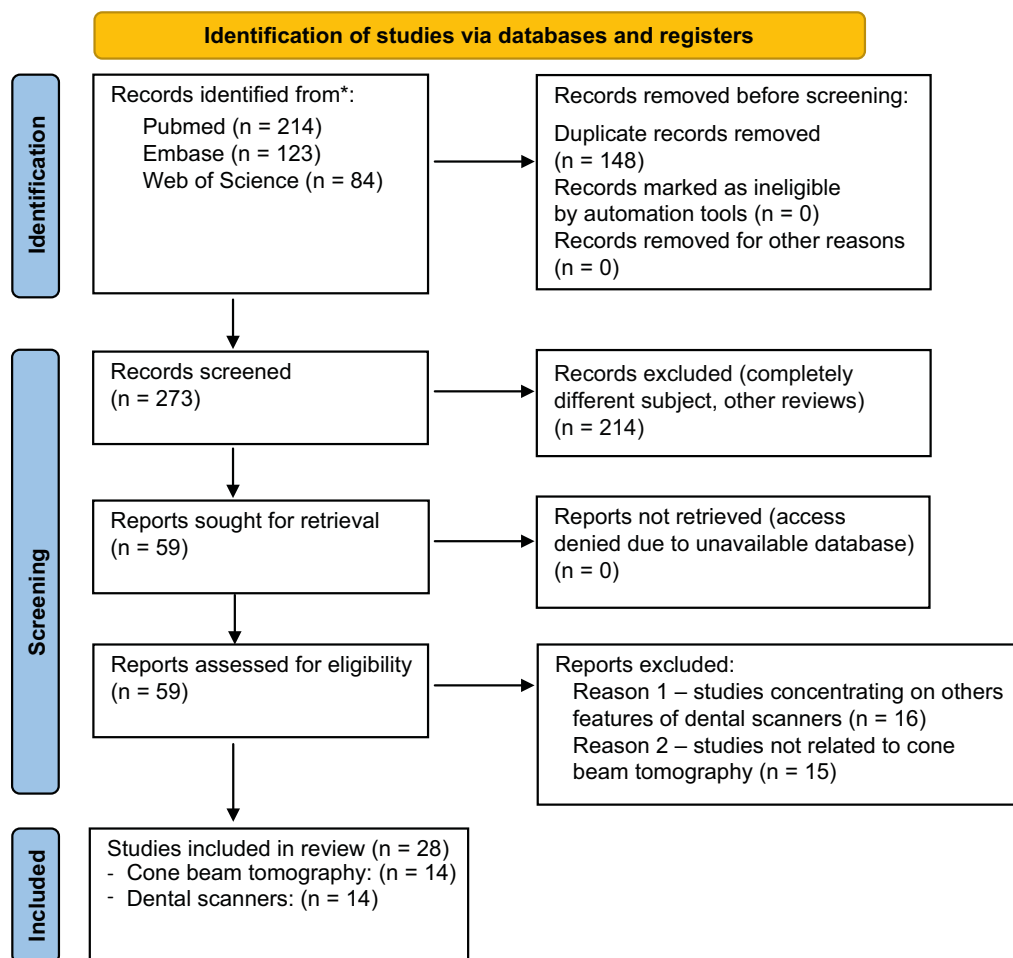 Identification of studies via databases and registers
Identification
Records identified from*:
Pubmed (n = 214)
Embase (n = 123)
Web of Science (n = 84)
Records removed before screening:
Duplicate records removed
(n = 148)
Records marked as ineligible
by automation tools (n = 0)
Records removed for other reasons
(n = 0)
Screening
Records screened
(n = 273)
Records excluded (completely
different subject, other reviews)
(n = 214)
Reports sought for retrieval
(n = 59)
Reports not retrieved (access
denied due to unavailable database)
(n = 0)
Reports assessed for eligibility
(n = 59)
Reports excluded:
Reason 1 – studies concentrating on others
features of dental scanners (n = 16)
Reason 2 – studies not related to cone
beam tomography (n = 15)
Included
Studies included in review (n = 28)
- Cone beam tomography: (n = 14)
- Dental scanners: (n = 14)